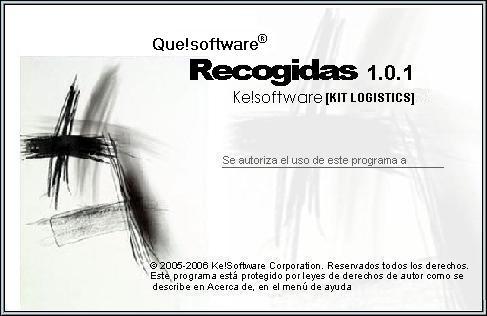 Que!software®
Recogidas 1.0.1
Ke!software [KIT LOGISTICS]
Se autoriza el uso de este programa a
© 2005-2006 Ke!Software Corporation. Reservados todos los derechos.
Este programa está protegido por leyes de derechos de autor como se
describe en Acerca de, en el menú de ayuda